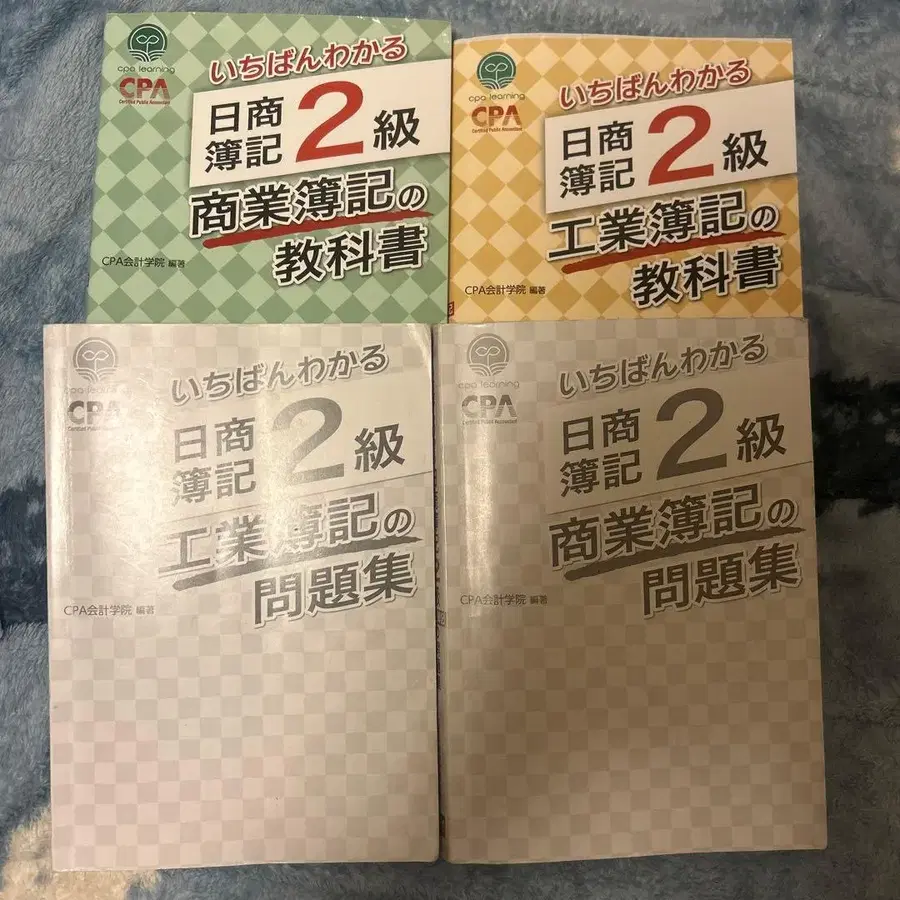 cpa learning
CPA
Certified Public Accountant
いちばんわかる
日商
簿記
2級
商業簿記の
教科書
CPA会計学院 編著
cpa learning
CPA
Certified Public Accountant
いちばんわかる
日商
簿記
2級
工業簿記の
教科書
CPA会計学院 編著
cpa learning
CPA
Certified Public Accountant
いちばんわかる
日商
簿記
2級
工業簿記の
問題集
CPA会計学院 編著
cpa learning
CPA
Certified Public Accountant
いちばんわかる
日商
簿記
2級
商業簿記の
問題集
CPA会計学院 編著